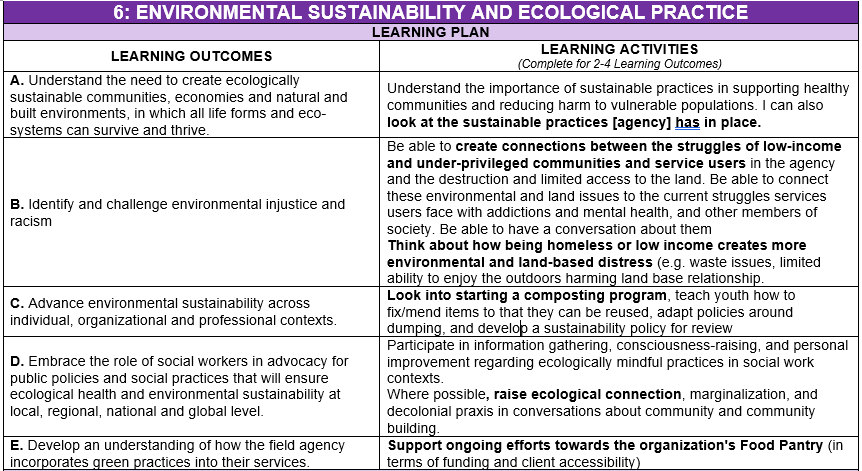 6: ENVIRONMENTAL SUSTAINABILITY AND ECOLOGICAL PRACTICE
LEARNING PLAN
LEARNING OUTCOMES
LEARNING ACTIVITIES
(Complete for 2-4 Learning Outcomes)
A. Understand the need to create ecologically
sustainable communities, economies and natural and
built environments, in which all life forms and eco-
systems can survive and thrive.
Understand the importance of sustainable practices in supporting healthy
communities and reducing harm to vulnerable populations. I can also
look at the sustainable practices [agency] has in place.
B. Identify and challenge environmental injustice and
racism
Be able to create connections between the struggles of low-income
and under-privileged communities and service users in the agency
and the destruction and limited access to the land. Be able to connect
these environmental and land issues to the current struggles services
users face with addictions and mental health, and other members of
society. Be able to have a conversation about them
Think about how being homeless or low income creates more
environmental and land-based distress (e.g. waste issues, limited
ability to enjoy the outdoors harming land base relationship.
C. Advance environmental sustainability across
individual, organizational and professional contexts.
Look into starting a composting program, teach youth how to
fix/mend items to that they can be reused, adapt policies around
dumping, and develop a sustainability policy for review
D. Embrace the role of social workers in advocacy for
public policies and social practices that will ensure
ecological health and environmental sustainability at
local, regional, national and global level.
Participate in information gathering, consciousness-raising, and personal
improvement regarding ecologically mindful practices in social work
contexts.
Where possible, raise ecological connection, marginalization, and
decolonial praxis in conversations about community and community
building.
E. Develop an understanding of how the field agency
incorporates green practices into their services.
Support ongoing efforts towards the organization's Food Pantry (in
terms of funding and client accessibility)